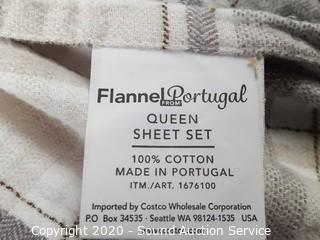 Flannel FROM Portugal
QUEEN
SHEET SET
100% COTTON
MADE IN PORTUGAL
ITM./ART. 1676100
Imported by Costco Wholesale Corporation
P.O. Box 34535 · Seattle WA 98124-1535 USA
Copyright © 2020 - Sound Auction Service